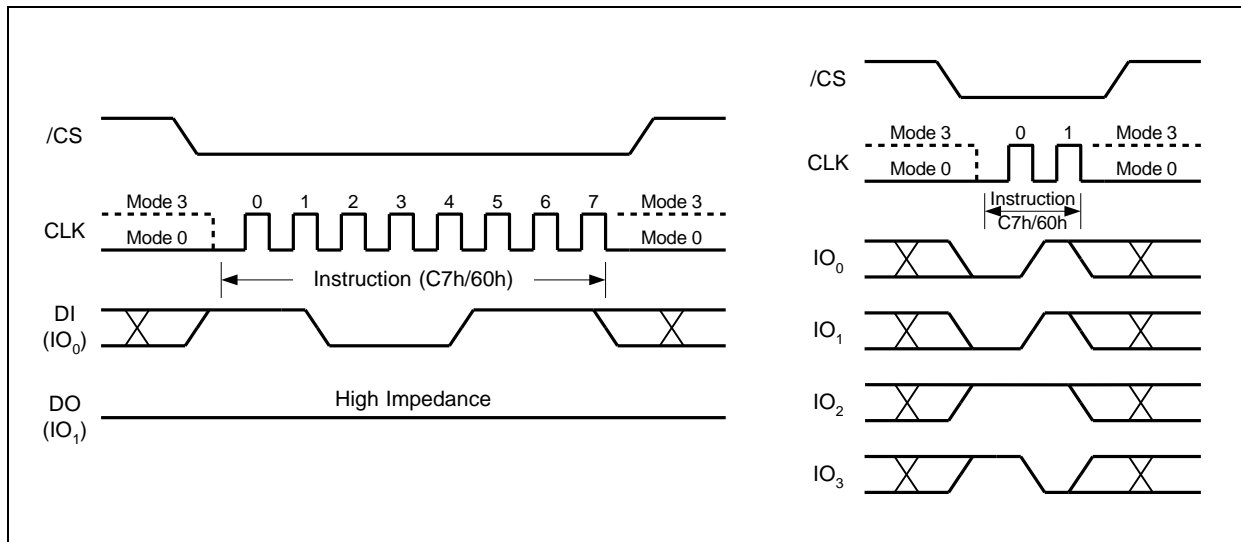 /CS
Mode 3
0 1 2 3 4 5 6 7
Mode 3
CLK
Mode 0
Mode 0
Instruction (C7h/60h)
DI
(IO0)
High Impedance
DO
(IO1)
/CS
Mode 3
0 1
Mode 3
CLK
Mode 0
Mode 0
Instruction
C7h/60h
IO0
IO1
IO2
IO3